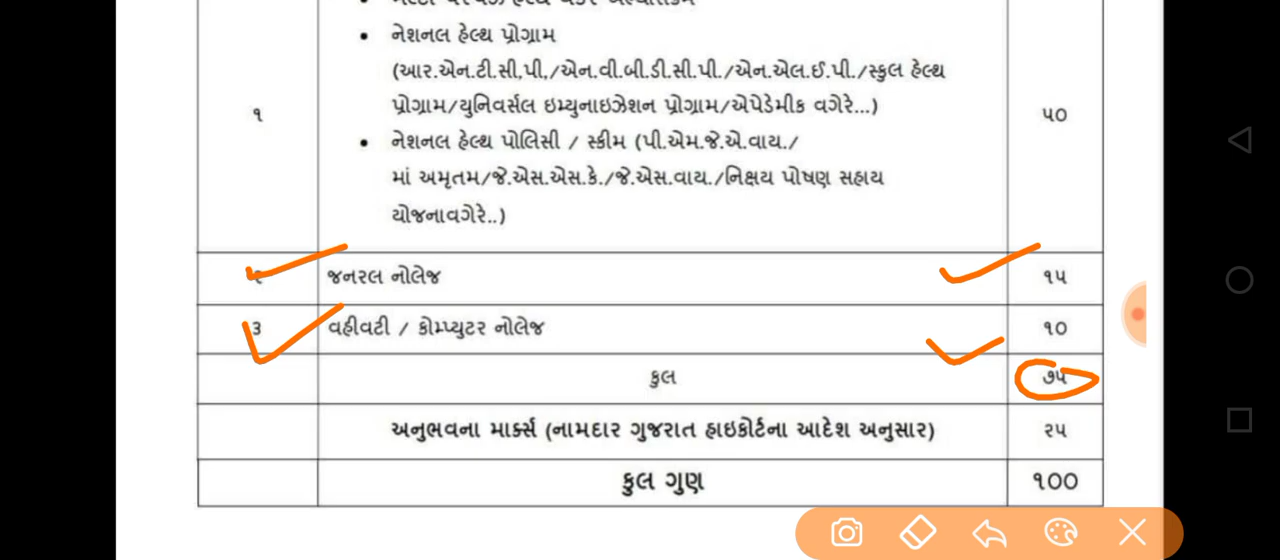 નેશનલ હેલ્થ પ્રોગ્રામ
(આર.એન.ટી.સી.પી./એન.વી.બી.ડી.સી.પી./એન.એલ.ઈ.પી./સ્કુલ હેલ્થ
૧ પ્રોગ્રામ/યુનિવર્સલ ઇમ્યુનાઇઝેશન પ્રોગ્રામ/એપેડેમીક વગેરે...) ૫૦
નેશનલ હેલ્થ પોલિસી / સ્કીમ (પી.એમ.જે.એ.વાય./
માં અમૃતમ/જે.એસ.એસ.કે./જે.એસ.વાય./નિક્ષય પોષણ સહાય
યોજનાવગેરે..)
૨ જનરલ નોલેજ ૧૫
૩ વહીવટી / કોમ્પ્યુટર નોલેજ ૧૦
કુલ ૭૫
અનુભવના માર્ક્સ (નામદાર ગુજરાત હાઇકોર્ટના આદેશ અનુસાર) ૨૫
કુલ ગુણ ૧૦૦